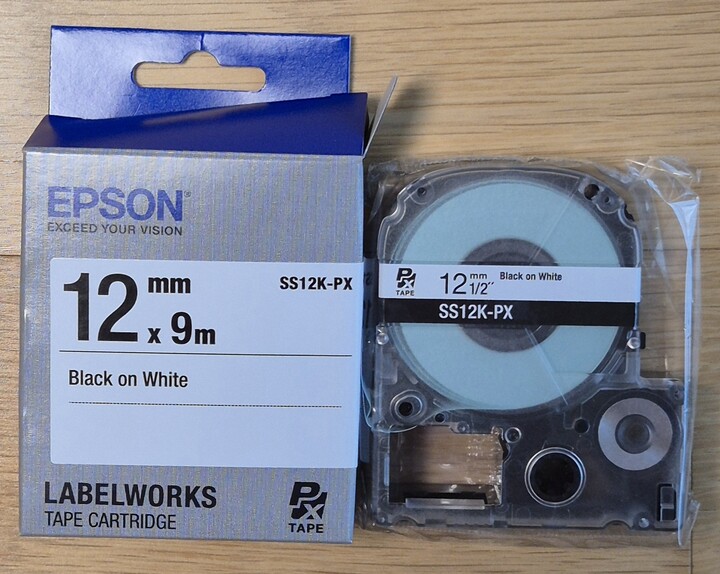 EPSON®
EXCEED YOUR VISION
12 mm x 9m
SS12K-PX
Black on White
LABELWORKS
TAPE CARTRIDGE
Px
TAPE
Px
TAPE
12 mm 1/2"
Black on White
SS12K-PX